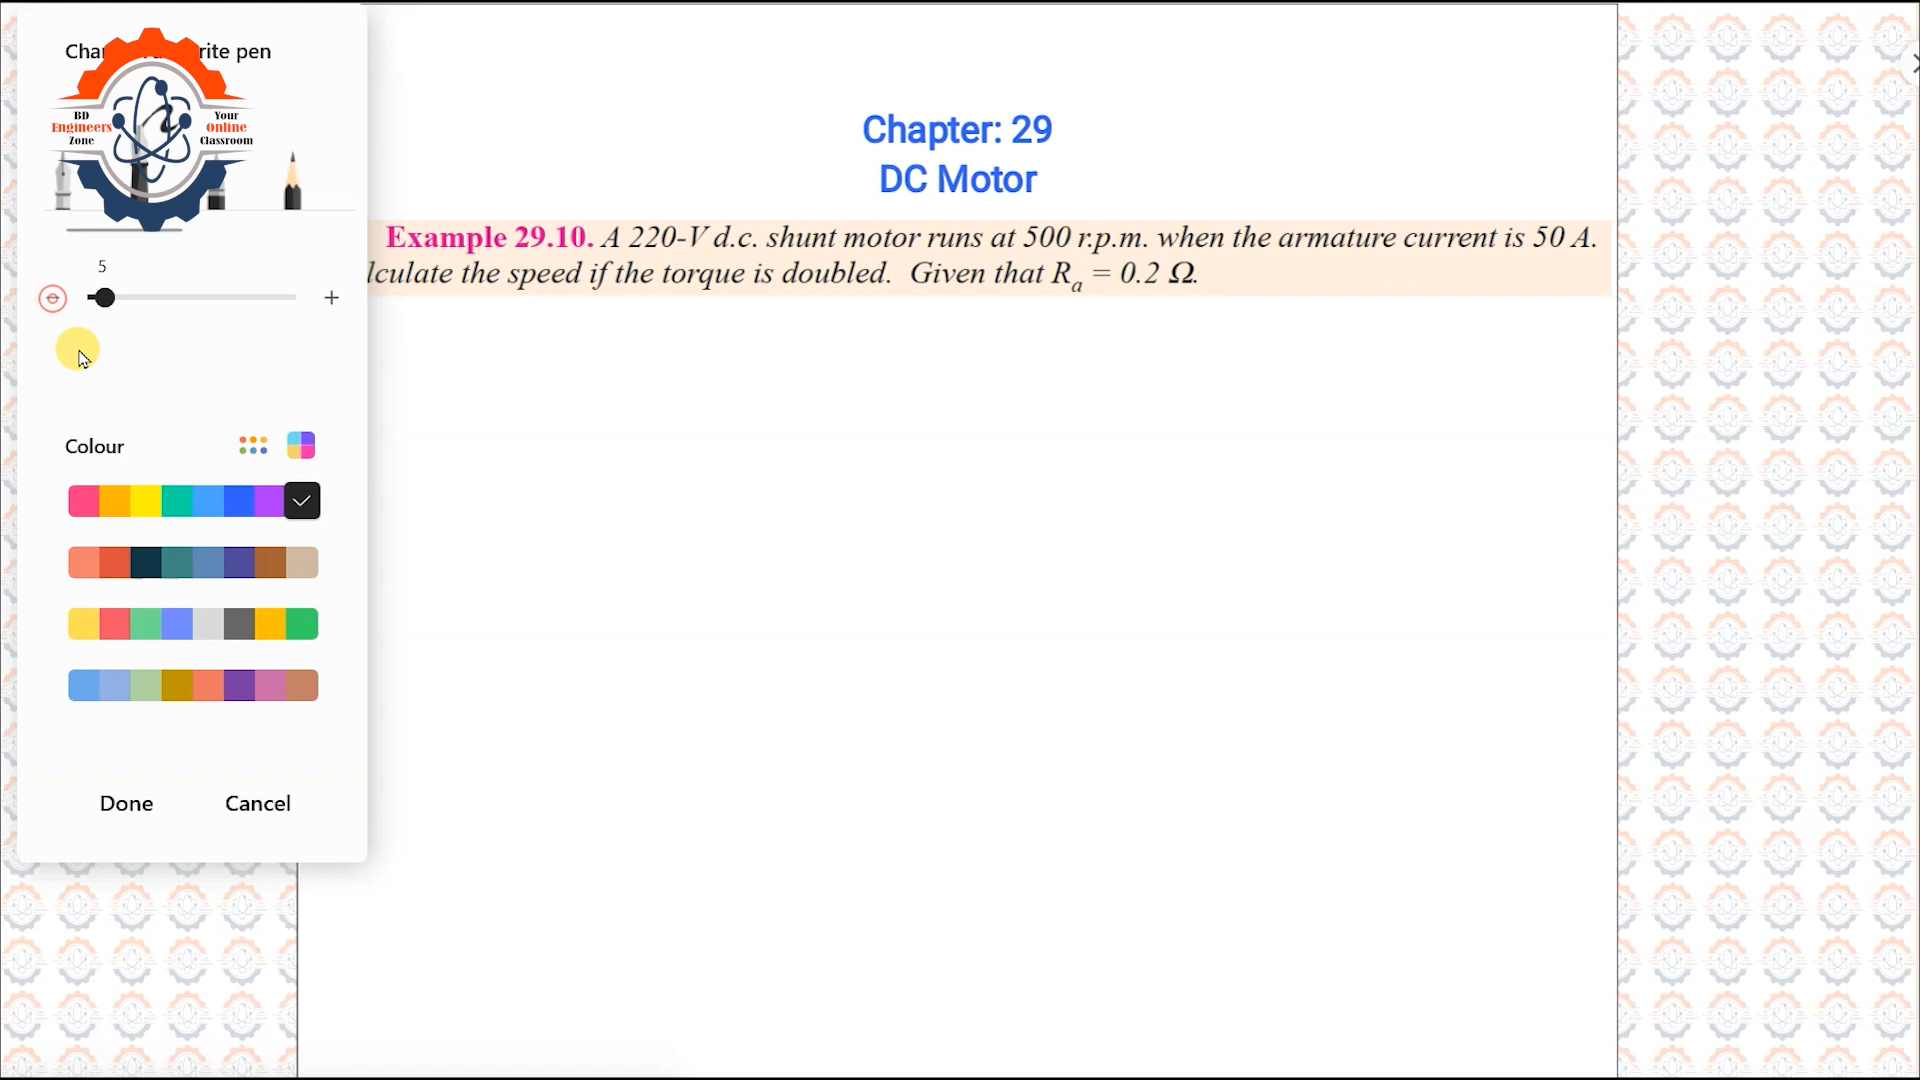 rite pen
BD
Engineers
Zone
Your
Online
Classroom
5
+
Colour
Done
Cancel
Chapter: 29
DC Motor
Example 29.10. A 220-V d.c. shunt motor runs at 500 r.p.m. when the armature current is 50 A.
lculate the speed if the torque is doubled. Given that Ra = 0.2 Ω.